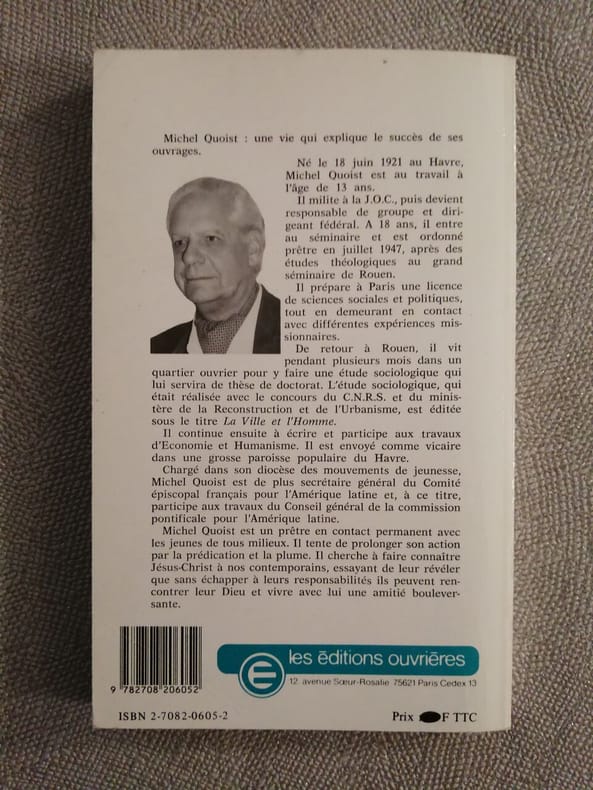 Michel Quoist : une vie qui explique le succès de ses
ouvrages.
Né le 18 juin 1921 au Havre,
Michel Quoist est au travail à
l'âge de 13 ans.
Il milite à la J.O.C., puis devient
responsable de groupe et diri-
geant fédéral. A 18 ans, il entre
au séminaire et est ordonné
prêtre en juillet 1947, après des
études théologiques au grand
séminaire de Rouen.
Il prépare à Paris une licence
de sciences sociales et politiques,
tout en demeurant en contact
avec différentes expériences mis-
sionnaires.
De retour à Rouen, il vit
pendant plusieurs mois dans un
quartier ouvrier pour y faire une étude sociologique qui
lui servira de thèse de doctorat. L'étude sociologique, qui
était réalisée avec le concours du C.N.R.S. et du minis-
tère de la Reconstruction et de l'Urbanisme, est éditée
sous le titre La Ville et l'Homme.
Il continue ensuite à écrire et participe aux travaux
d'Economie et Humanisme. Il est envoyé comme vicaire
dans une grosse paroisse populaire du Havre.
Chargé dans son diocèse des mouvements de jeunesse,
Michel Quoist est de plus secrétaire général du Comité
épiscopal français pour l'Amérique latine et, à ce titre,
participe aux travaux du Conseil général de la commission
pontificale pour l'Amérique latine.
Michel Quoist est un prêtre en contact permanent avec
les jeunes de tous milieux. Il tente de prolonger son action
par la prédication et la plume. Il cherche à faire connaître
Jésus-Christ à nos contemporains, essayant de leur révéler
que sans échapper à leurs responsabilités ils peuvent ren-
contrer leur Dieu et vivre avec lui une amitié boulever-
sante.
les éditions ouvrières
12, avenue Sœur-Rosalie 75621 Paris Cedex 13
9 782708 206052
ISBN 2-7082-0605-2
Prix F TTC